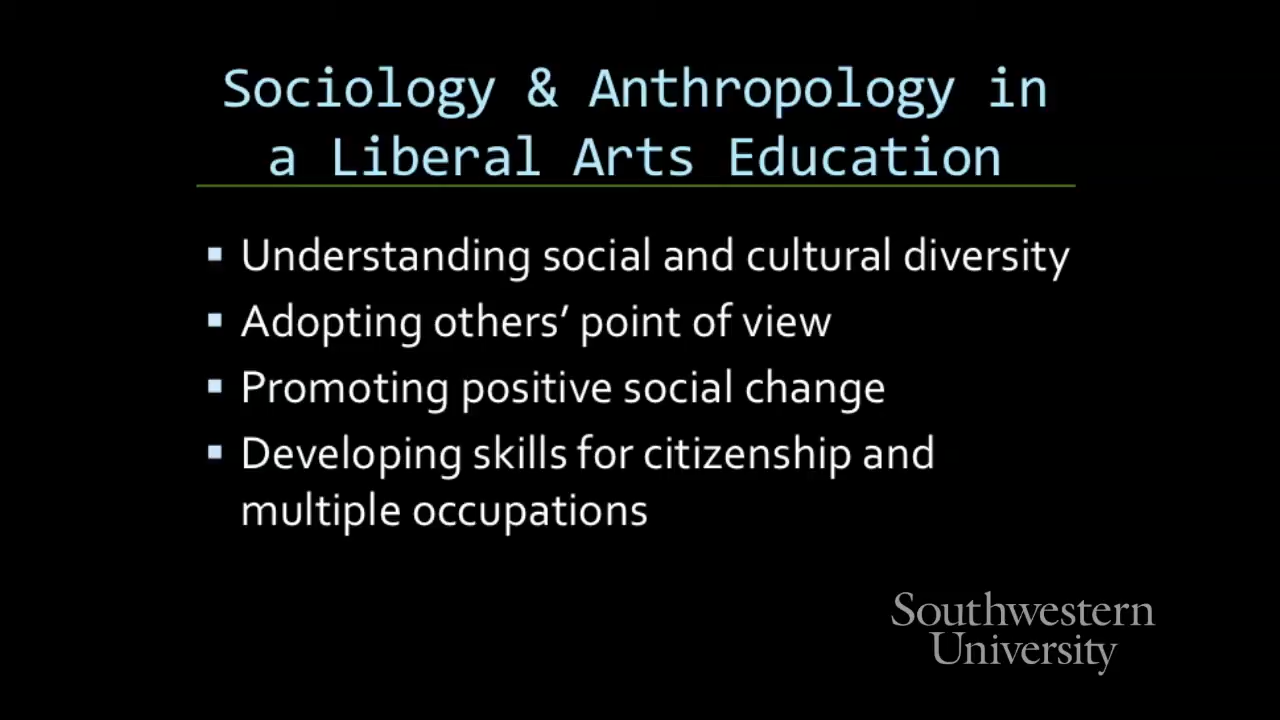 Sociology & Anthropology in
a Liberal Arts Education
▪ Understanding social and cultural diversity
▪ Adopting others’ point of view
▪ Promoting positive social change
▪ Developing skills for citizenship and
multiple occupations
Southwestern
University